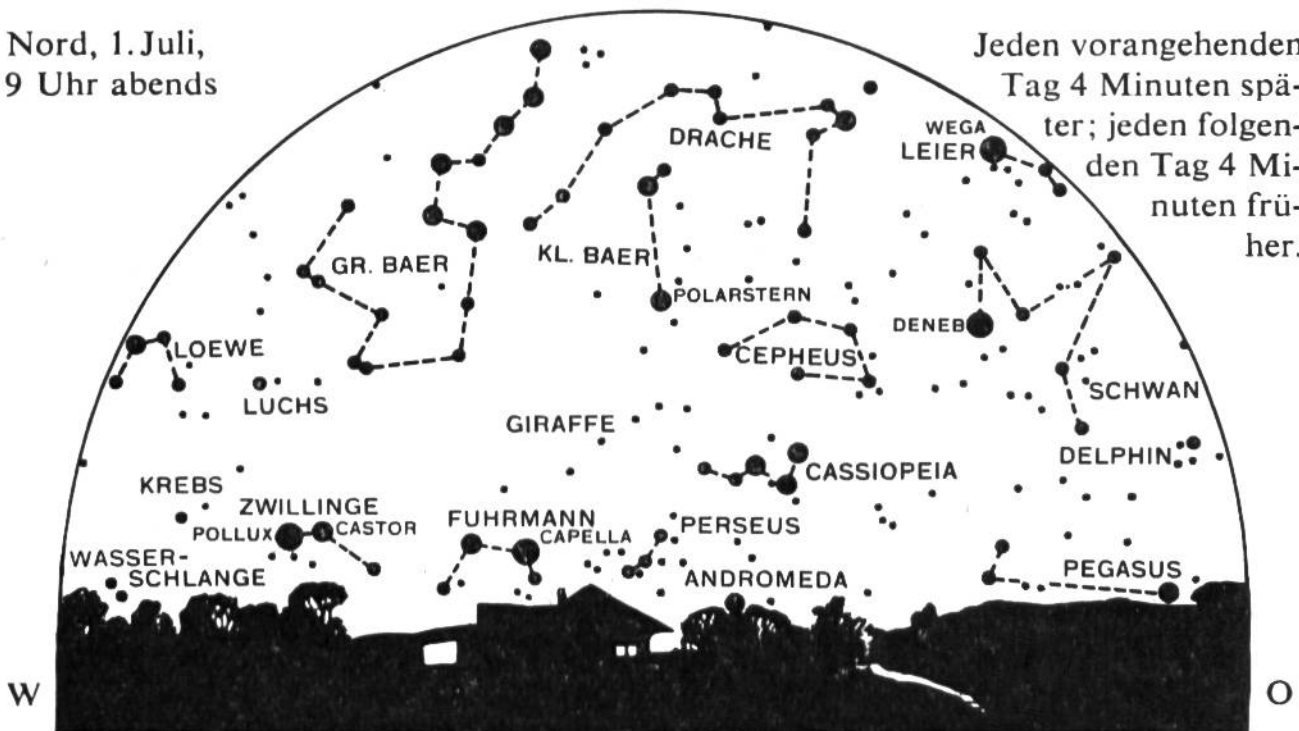 Nord, 1. Juli,
9 Uhr abends
Jeden vorangehenden
Tag 4 Minuten spä-
ter; jeden folgen-
den Tag 4 Mi-
nuten frü-
her.
DRACHE
WEGA
LEIER
GR. BAER
KL. BAER
POLARSTERN
DENEB
LOEWE
CEPHEUS
LUCHS
SCHWAN
GIRAFFE
DELPHIN
CASSIOPEIA
KREBS
ZWILLINGE
POLLUX
CASTOR
FUHRMANN
CAPELLA
PERSEUS
WASSER-
SCHLANGE
ANDROMEDA
PEGASUS
W
O